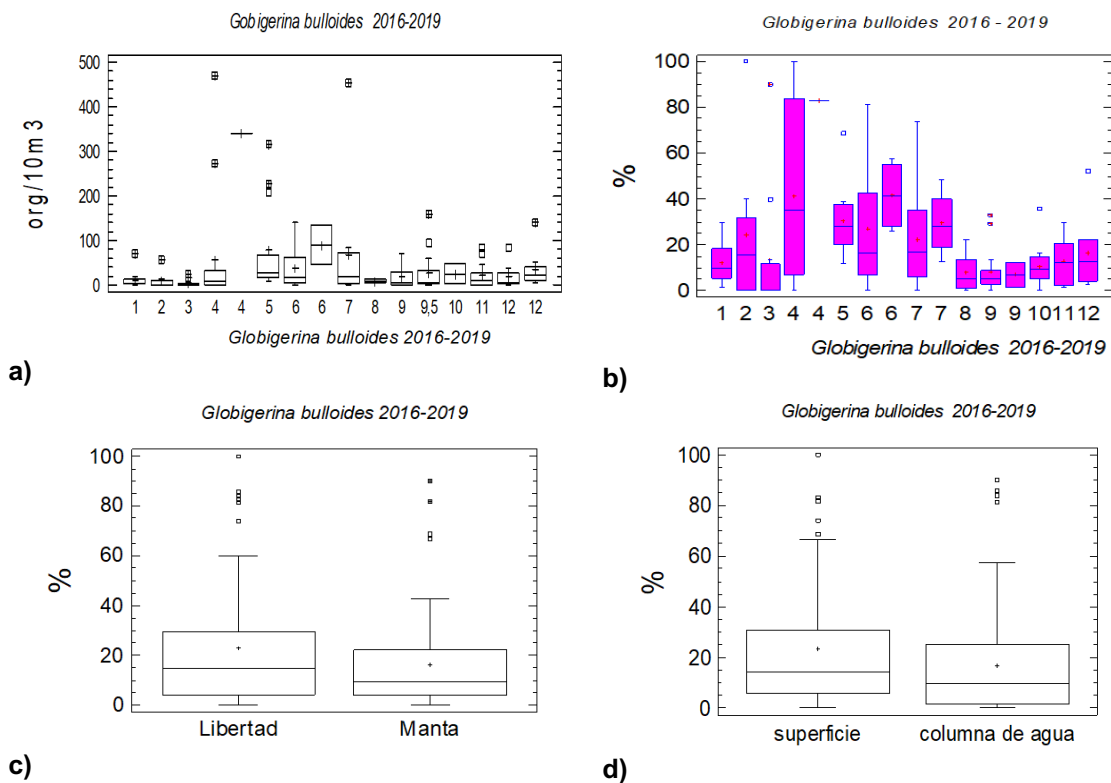 Gobigerina bulloides 2016-2019
500
400
300
200
100
0
org/10m 3
1 2 3 4 4 5 6 6 7 8 9 9,5 10 11 12 12
Globigerina bulloides 2016-2019
a)
Globigerina bulloides 2016 - 2019
100
80
60
40
20
0
%
1 2 3 4 4 5 6 6 7 7 8 9 9 10 11 12
Globigerina bulloides 2016-2019
b)
Globigerina bulloides 2016-2019
100
80
60
40
20
0
%
Libertad Manta
c)
Globigerina bulloides 2016-2019
100
80
60
40
20
0
%
superficie columna de agua
d)